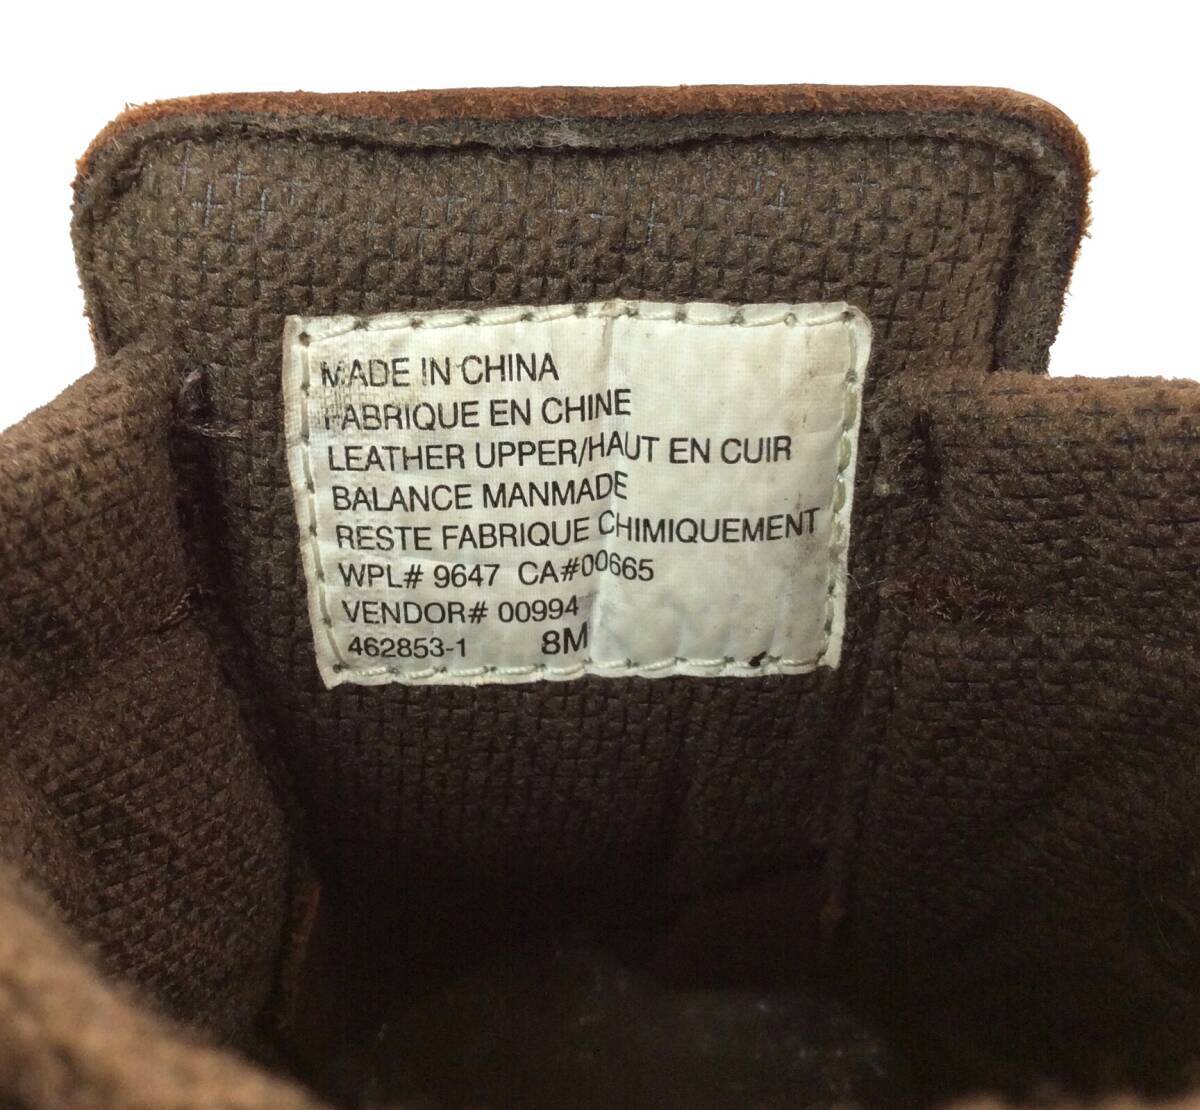 MADE IN CHINA
FABRIQUE EN CHINE
LEATHER UPPER/HAUT EN CUIR
BALANCE MANMADE
RESTE FABRIQUE CHIMIQUEMENT
WPL# 9647 CA#00665
VENDOR# 00994
462853-1 8M